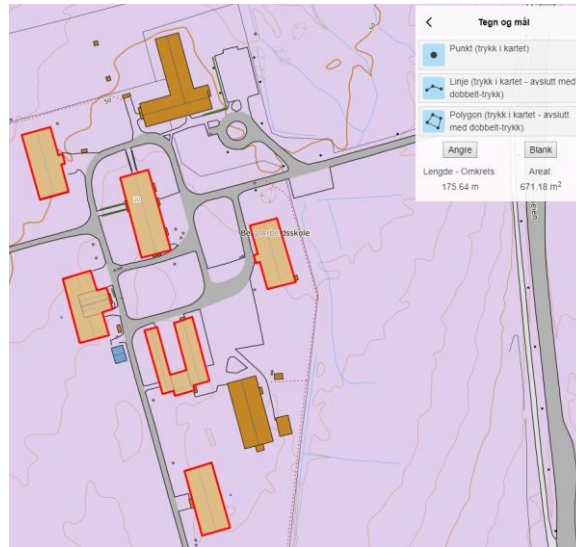 Tegn og mål
Punkt (trykk i kartet)
Linje (trykk i kartet - avslutt med
dobbelt-trykk)
Polygon (trykk i kartet - avslutt
med dobbelt-trykk)
Angre
Blank
Lengde - Omkrets:
Areal:
175.64 m
671.18 m²
50
50